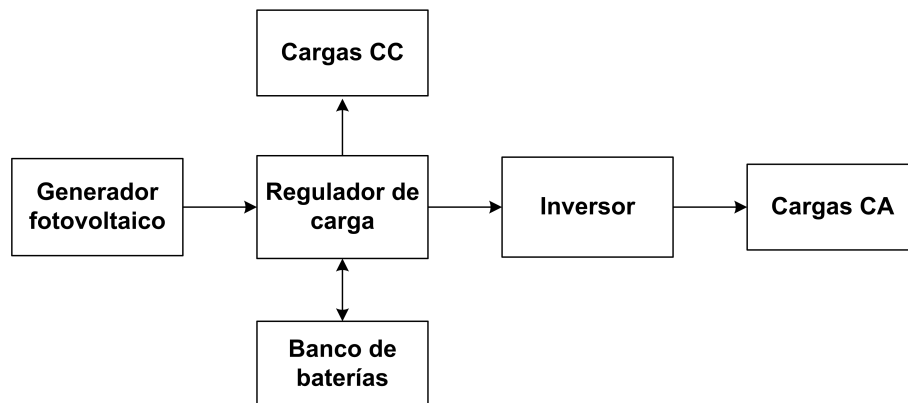 Cargas CC
Generador
fotovoltaico
Regulador de
carga
Inversor
Cargas CA
Banco de
baterías